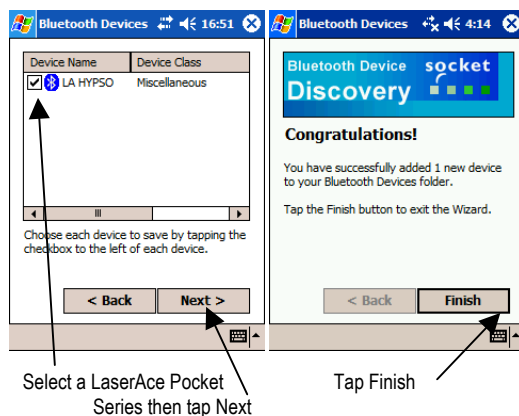 Bluetooth Devices 16:51
Device Name Device Class
LA HYPSO Miscellaneous
Choose each device to save by tapping the
checkbox to the left of each device.
< Back Next >
Select a LaserAce Pocket
Series then tap Next
Bluetooth Devices 4:14
Bluetooth Device socket
Discovery
Congratulations!
You have successfully added 1 new device
to your Bluetooth Devices folder.
Tap the Finish button to exit the Wizard.
< Back Finish
Tap Finish